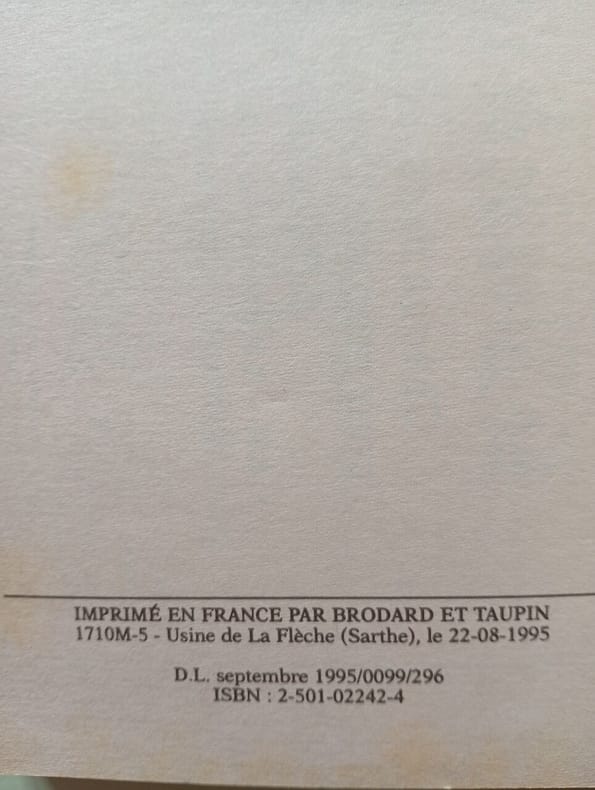 IMPRIMÉ EN FRANCE PAR BRODARD ET TAUPIN
1710M-5 - Usine de La Flèche (Sarthe), le 22-08-1995
D.L. septembre 1995/0099/296
ISBN : 2-501-02242-4